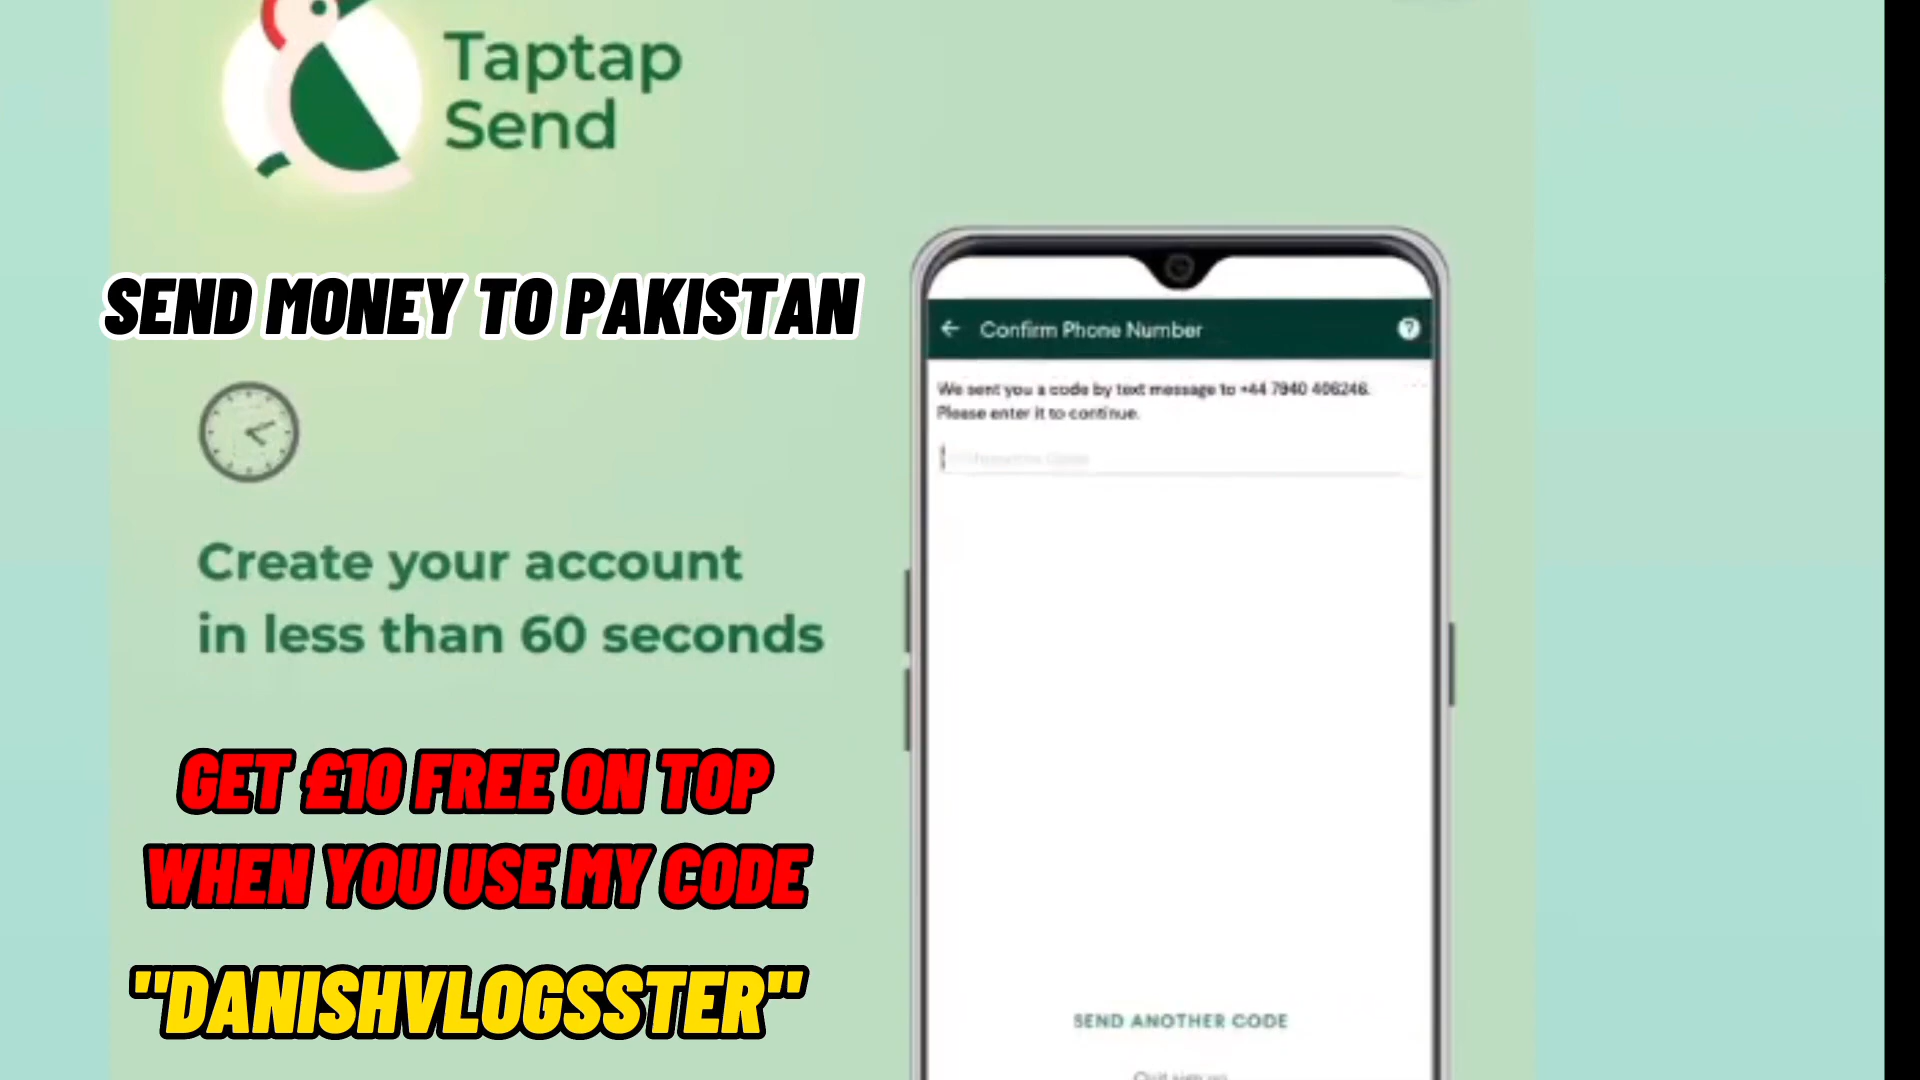 Taptap
Send
SEND MONEY TO PAKISTAN
Create your account
in less than 60 seconds
GET £10 FREE ON TOP
WHEN YOU USE MY CODE
"DANISHVLOGSSTER"
Confirm Phone Number
?
We sent you a code by text message to +44 7940 406246.
Please enter it to continue.
SEND ANOTHER CODE